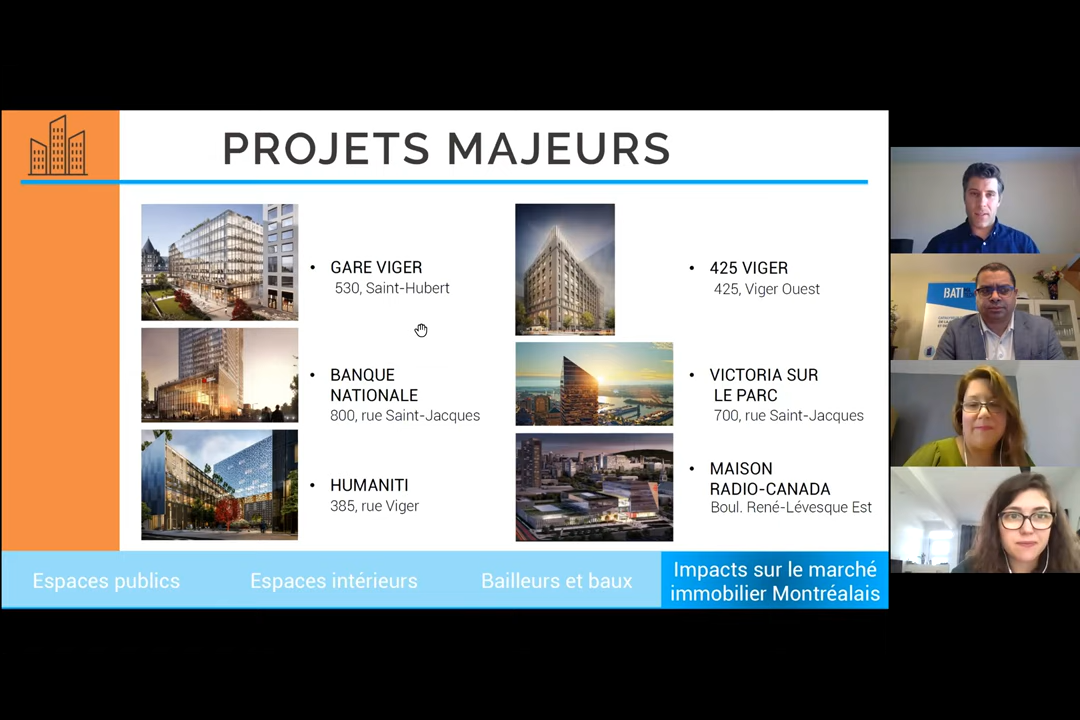 PROJETS MAJEURS
• GARE VIGER
530, Saint-Hubert
• BANQUE
NATIONALE
800, rue Saint-Jacques
• HUMANITI
385, rue Viger
• 425 VIGER
425, Viger Ouest
• VICTORIA SUR
LE PARC
700, rue Saint-Jacques
• MAISON
RADIO-CANADA
Boul. René-Lévesque Est
Espaces publics
Espaces intérieurs
Bailleurs et baux
Impacts sur le marché
immobilier Montréalais
BATI